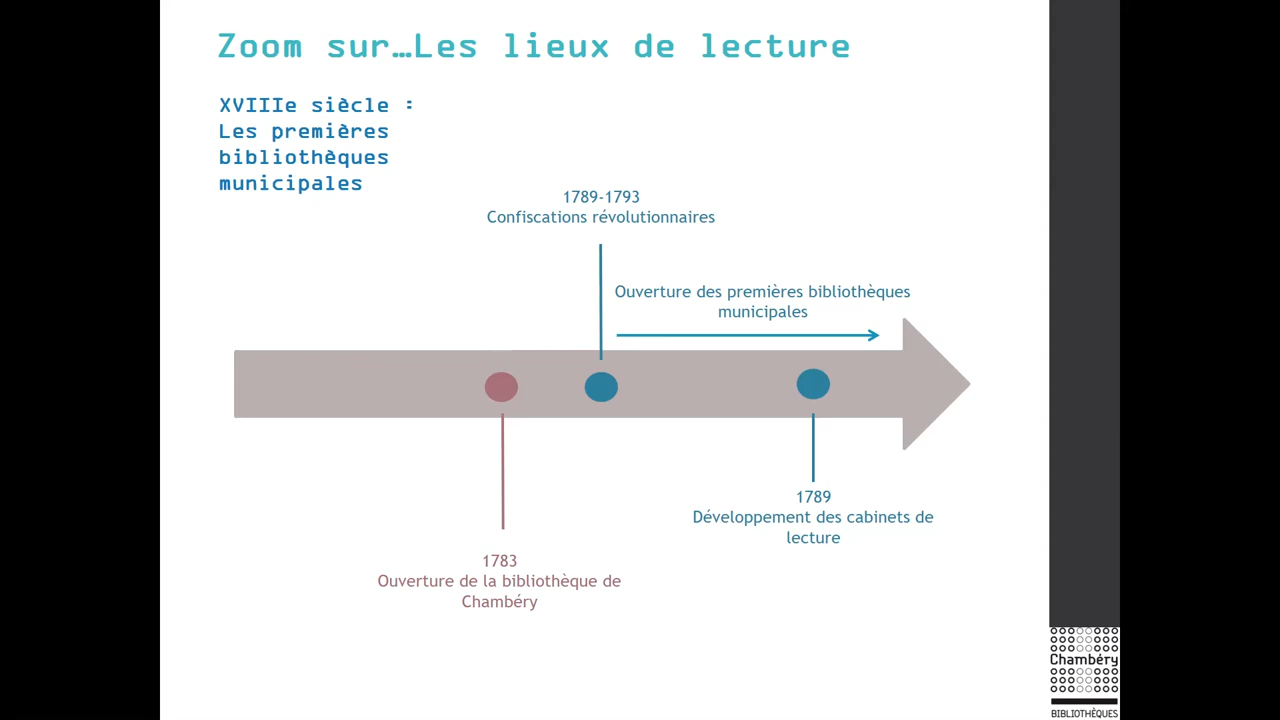 Zoom sur…Les lieux de lecture
XVIIIe siècle :
Les premières
bibliothèques
municipales
1789-1793
Confiscations révolutionnaires
Ouverture des premières bibliothèques
municipales
1789
Développement des cabinets de
lecture
1783
Ouverture de la bibliothèque de
Chambéry
Chambéry
BIBLIOTHÈQUES